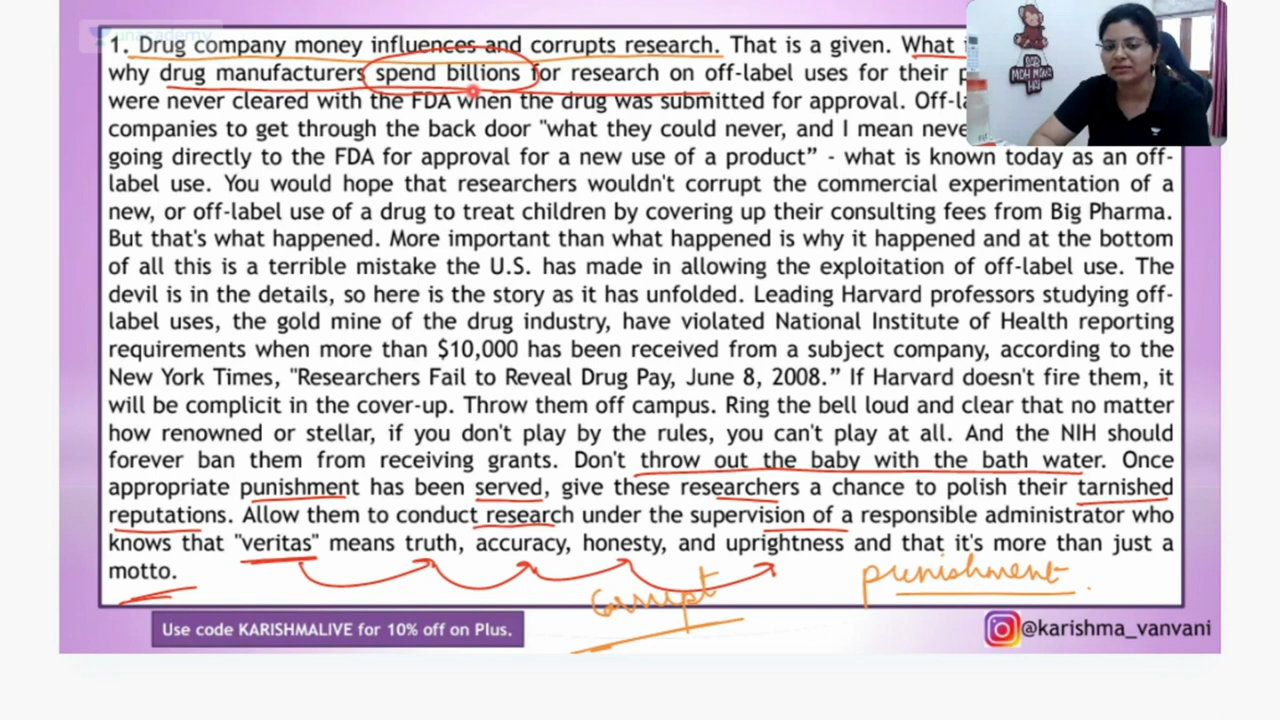 unacademy
1. Drug company money influences and corrupts research. That is a given. What
why drug manufacturers spend billions for research on off-label uses for their
were never cleared with the FDA when the drug was submitted for approval.
companies to get through the back door "what they could never, and I mean
going directly to the FDA for approval for a new use of a product” - what is known today as an off-
label use. You would hope that researchers wouldn't corrupt the commercial experimentation of a
new, or off-label use of a drug to treat children by covering up their consulting fees from Big Pharma.
But that's what happened. More important than what happened is why it happened and at the bottom
of all this is a terrible mistake the U.S. has made in allowing the exploitation of off-label use. The
devil is in the details, so here is the story as it has unfolded. Leading Harvard professors studying off-
label uses, the gold mine of the drug industry, have violated National Institute of Health reporting
requirements when more than $10,000 has been received from a subject company, according to the
New York Times, "Researchers Fail to Reveal Drug Pay, June 8, 2008.” If Harvard doesn't fire them, it
will be complicit in the cover-up. Throw them off campus. Ring the bell loud and clear that no matter
how renowned or stellar, if you don't play by the rules, you can't play at all. And the NIH should
forever ban them from receiving grants. Don't throw out the baby with the bath water. Once
appropriate punishment has been served, give these researchers a chance to polish their tarnished
reputations. Allow them to conduct research under the supervision of a responsible administrator who
knows that "veritas" means truth, accuracy, honesty, and uprightness and that it's more than just a
motto.
punishment
corrupt
Use code KARISHMALIVE for 10% off on Plus.
@karishma_vanvani